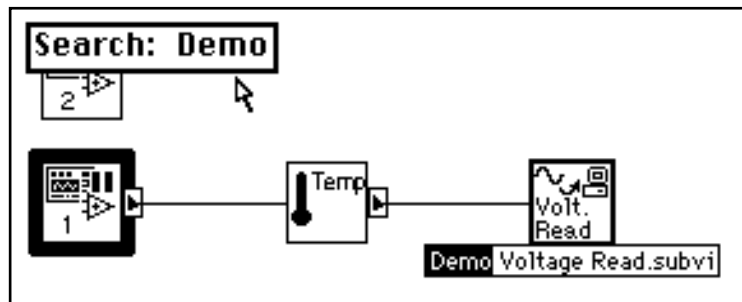 Search: Demo
2
1
Temp
Volt.
Read
Demo Voltage Read.subvi